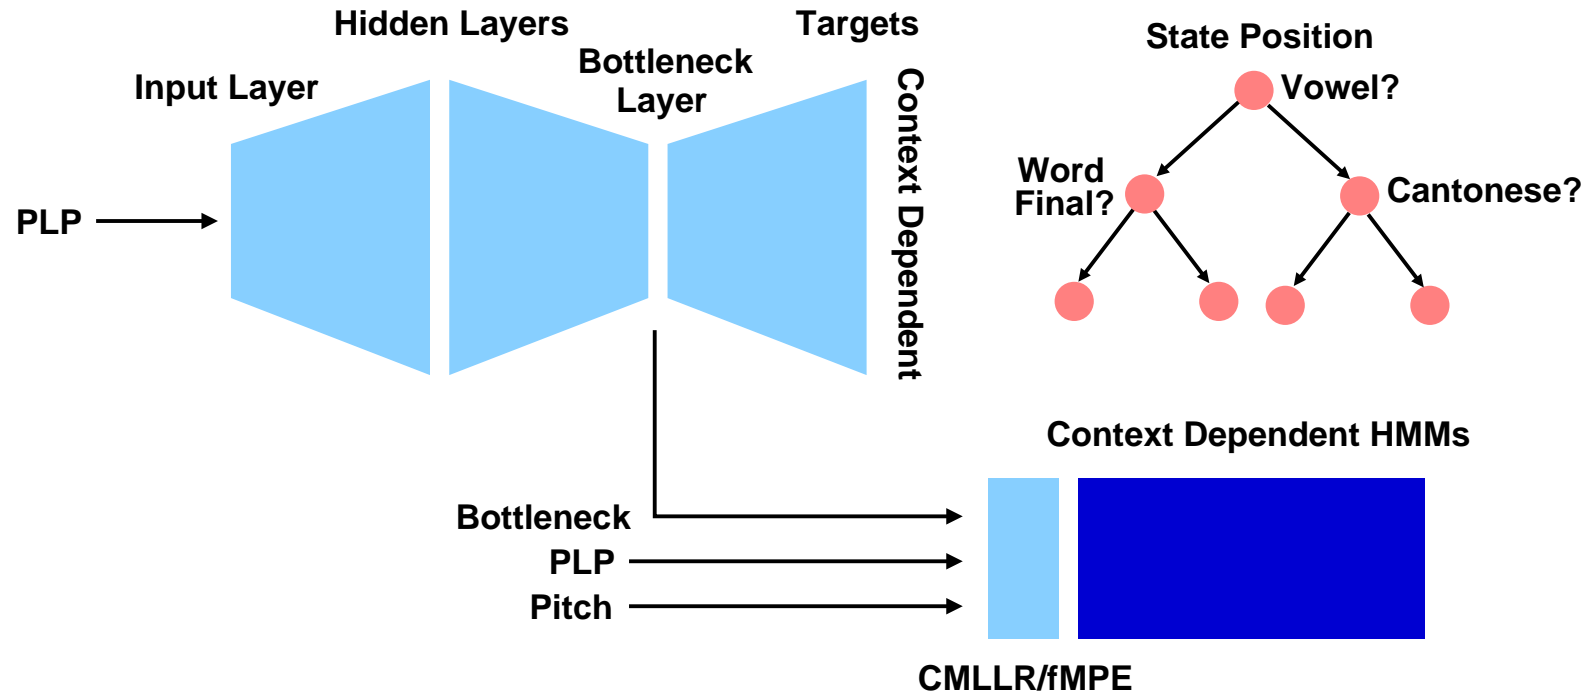 Hidden Layers
Targets
Input Layer
Bottleneck
Layer
Context Dependent
PLP
State Position
Vowel?
Word
Final?
Cantonese?
Context Dependent HMMs
Bottleneck
PLP
Pitch
CMLLR/fMPE